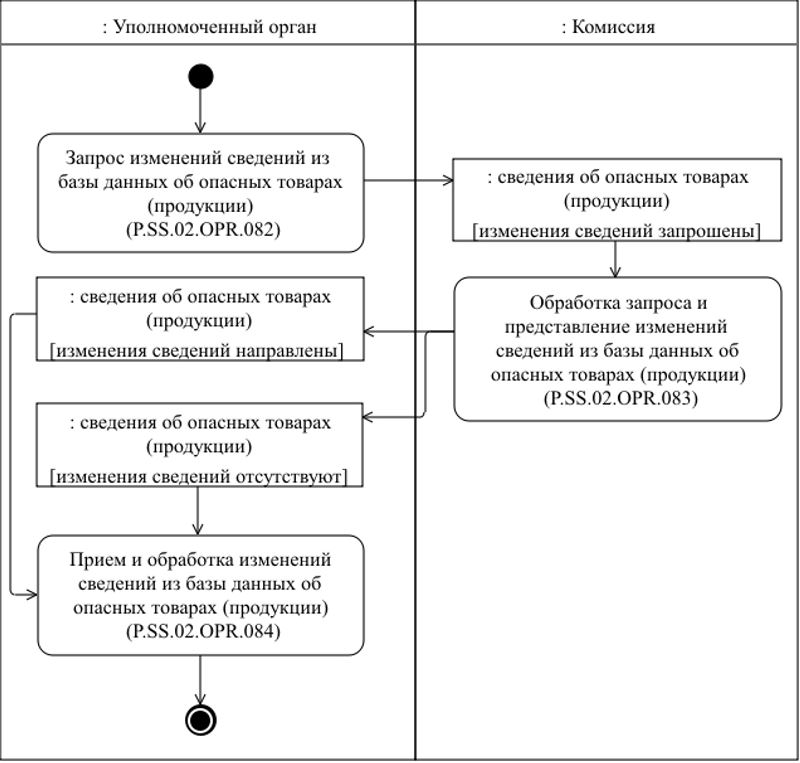 : Уполномоченный орган
: Комиссия
Запрос изменений сведений из
базы данных об опасных товарах
(продукции)
(P.SS.02.OPR.082)
: сведения об опасных товарах
(продукции)
[изменения сведений запрошены]
: сведения об опасных товарах
(продукции)
[изменения сведений направлены]
Обработка запроса и
представление изменений
сведений из базы данных об
опасных товарах (продукции)
(P.SS.02.OPR.083)
: сведения об опасных товарах
(продукции)
[изменения сведений отсутствуют]
Прием и обработка изменений
сведений из базы данных об
опасных товарах (продукции)
(P.SS.02.OPR.084)